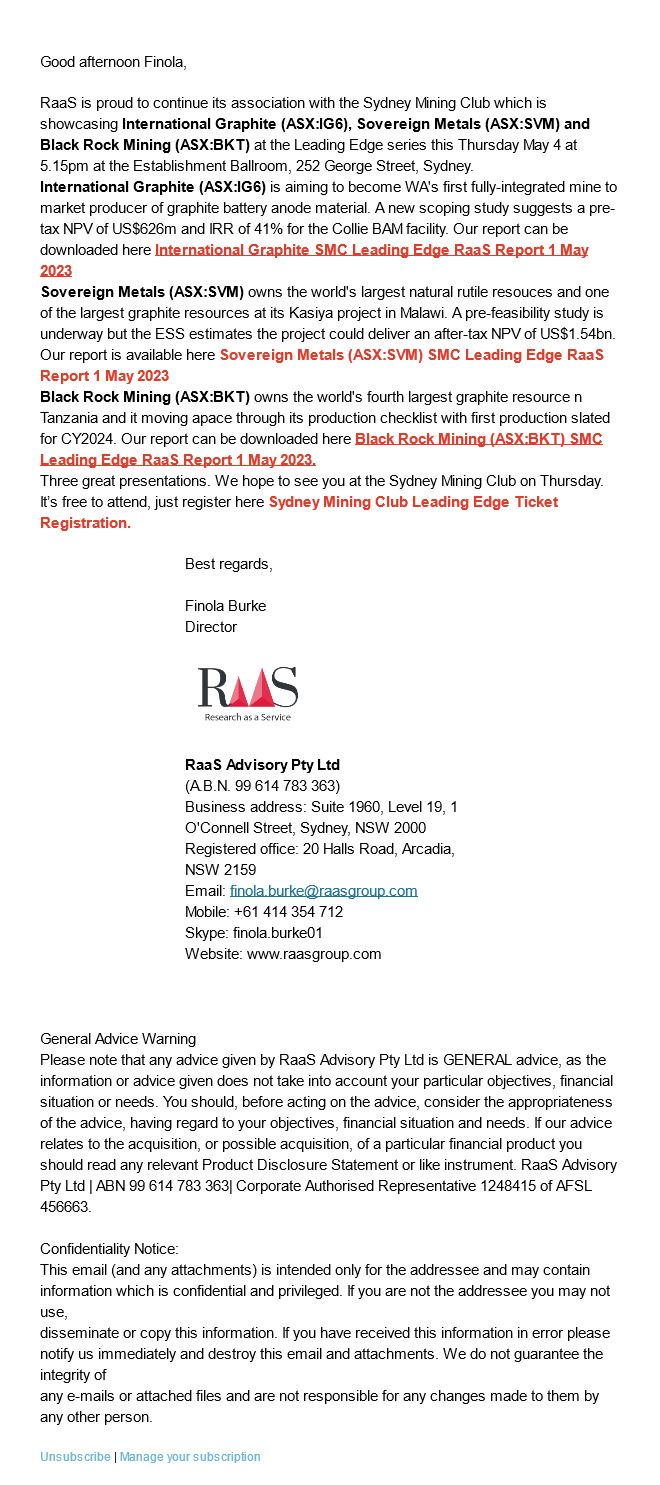 Good afternoon Finola,
RaaS is proud to continue its association with the Sydney Mining Club which is
showcasing International Graphite (ASX:IG6), Sovereign Metals (ASX:SVM) and
Black Rock Mining (ASX:BKT) at the Leading Edge series this Thursday May 4 at
5.15pm at the Establishment Ballroom, 252 George Street, Sydney.
International Graphite (ASX:IG6) is aiming to become WA's first fully-integrated mine to
market producer of graphite battery anode material. A new scoping study suggests a pre-
tax NPV of US$626m and IRR of 41% for the Collie BAM facility. Our report can be
downloaded here International Graphite SMC Leading Edge RaaS Report 1 May
2023
Sovereign Metals (ASX:SVM) owns the world's largest natural rutile resouces and one
of the largest graphite resources at its Kasiya project in Malawi. A pre-feasibility study is
underway but the ESS estimates the project could deliver an after-tax NPV of US$1.54bn.
Our report is available here Sovereign Metals (ASX:SVM) SMC Leading Edge RaaS
Report 1 May 2023
Black Rock Mining (ASX:BKT) owns the world's fourth largest graphite resource n
Tanzania and it moving apace through its production checklist with first production slated
for CY2024. Our report can be downloaded here Black Rock Mining (ASX:BKT) SMC
Leading Edge RaaS Report 1 May 2023.
Three great presentations. We hope to see you at the Sydney Mining Club on Thursday.
It’s free to attend, just register here Sydney Mining Club Leading Edge Ticket
Registration.
Best regards,
Finola Burke
Director
RaaS
Research as a Service
RaaS Advisory Pty Ltd
(A.B.N. 99 614 783 363)
Business address: Suite 1960, Level 19, 1
O'Connell Street, Sydney, NSW 2000
Registered office: 20 Halls Road, Arcadia,
NSW 2159
Email: finola.burke@raasgroup.com
Mobile: +61 414 354 712
Skype: finola.burke01
Website: www.raasgroup.com
General Advice Warning
Please note that any advice given by RaaS Advisory Pty Ltd is GENERAL advice, as the
information or advice given does not take into account your particular objectives, financial
situation or needs. You should, before acting on the advice, consider the appropriateness
of the advice, having regard to your objectives, financial situation and needs. If our advice
relates to the acquisition, or possible acquisition, of a particular financial product you
should read any relevant Product Disclosure Statement or like instrument. RaaS Advisory
Pty Ltd | ABN 99 614 783 363| Corporate Authorised Representative 1248415 of AFSL
456663.
Confidentiality Notice:
This email (and any attachments) is intended only for the addressee and may contain
information which is confidential and privileged. If you are not the addressee you may not
use,
disseminate or copy this information. If you have received this information in error please
notify us immediately and destroy this email and attachments. We do not guarantee the
integrity of
any e-mails or attached files and are not responsible for any changes made to them by
any other person.
Unsubscribe | Manage your subscription